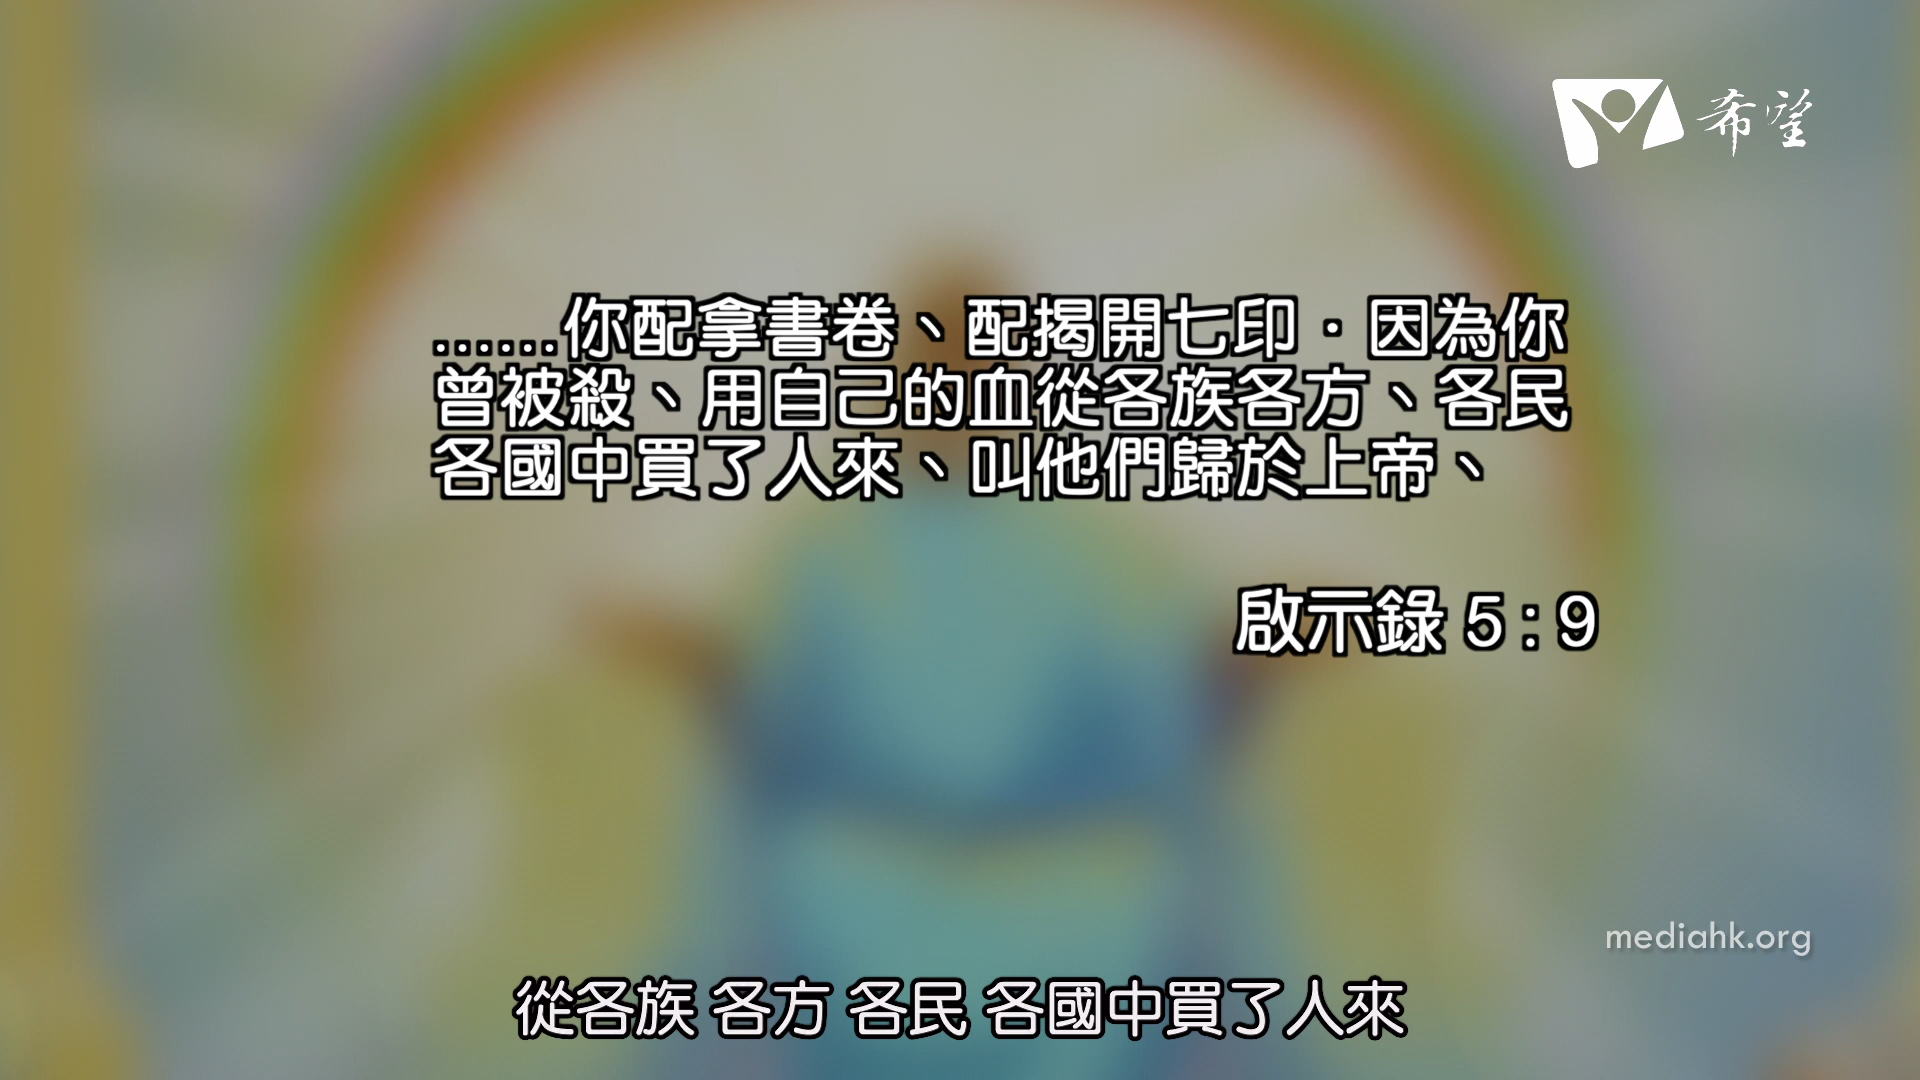 希望
......你配拿書卷、配揭開七印．因為你
曾被殺、用自己的血從各族各方、各民
各國中買了人來、叫他們歸於上帝、
啟示錄 5：9
mediahk.org
從各族 各方 各民 各國中買了人來